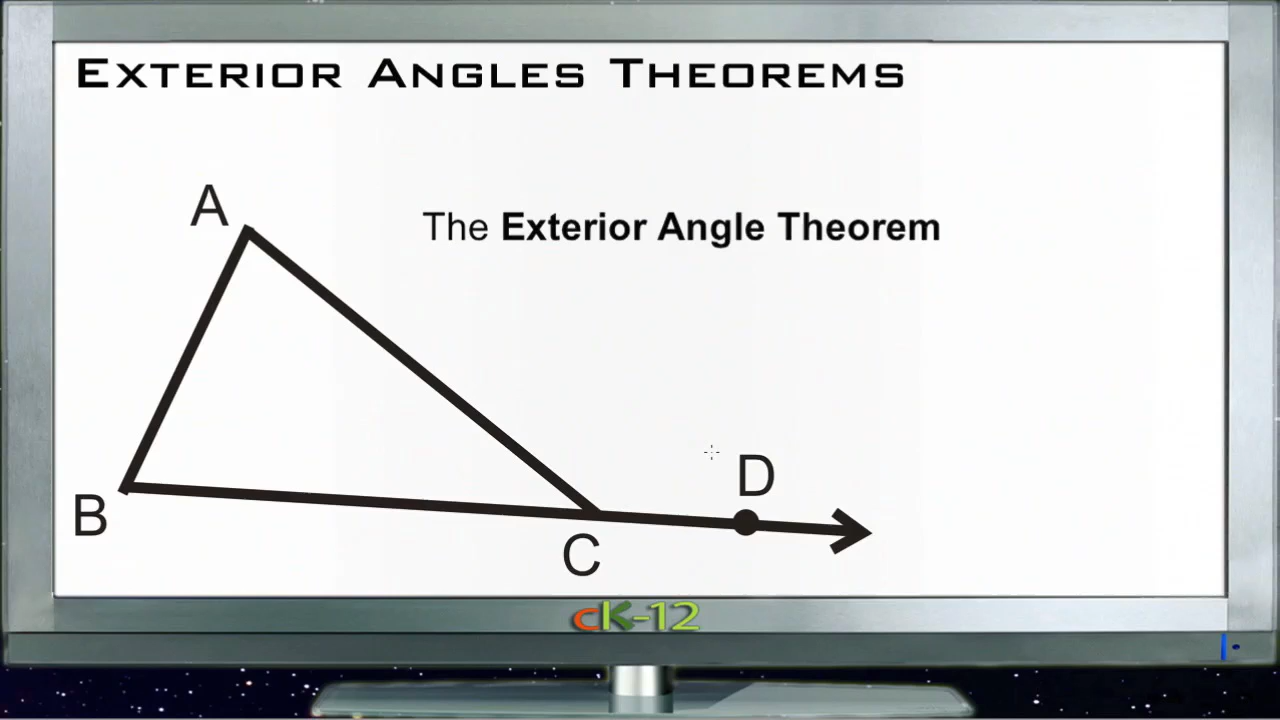 EXTERIOR ANGLES THEOREMS
A
The Exterior Angle Theorem
D
B
C
cK-12